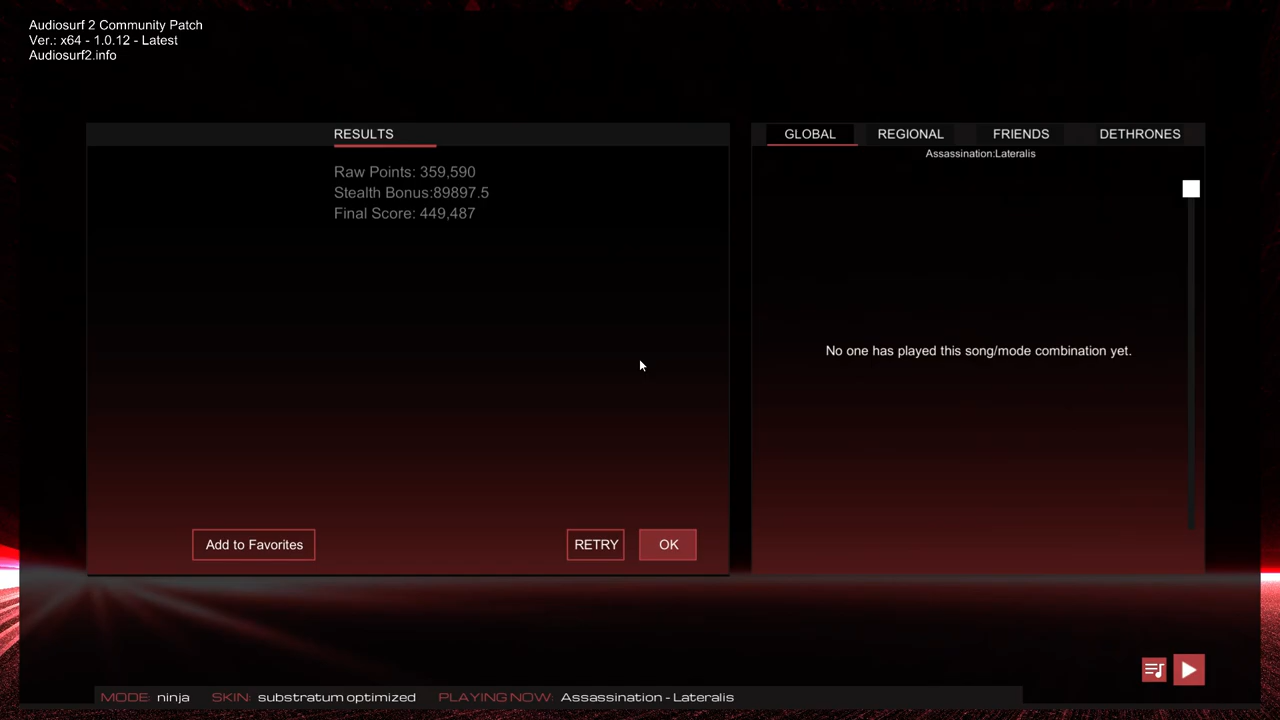 Audiosurf 2 Community Patch
Ver.: x64 - 1.0.12 - Latest
Audiosurf2.info
RESULTS
Raw Points: 359,590
Stealth Bonus:89897.5
Final Score: 449,487
Add to Favorites
RETRY
OK
GLOBAL
REGIONAL
FRIENDS
DETHRONES
Assassination:Lateralis
No one has played this song/mode combination yet.
MODE: ninja SKIN: substratum optimized PLAYING NOW: Assassination - Lateralis